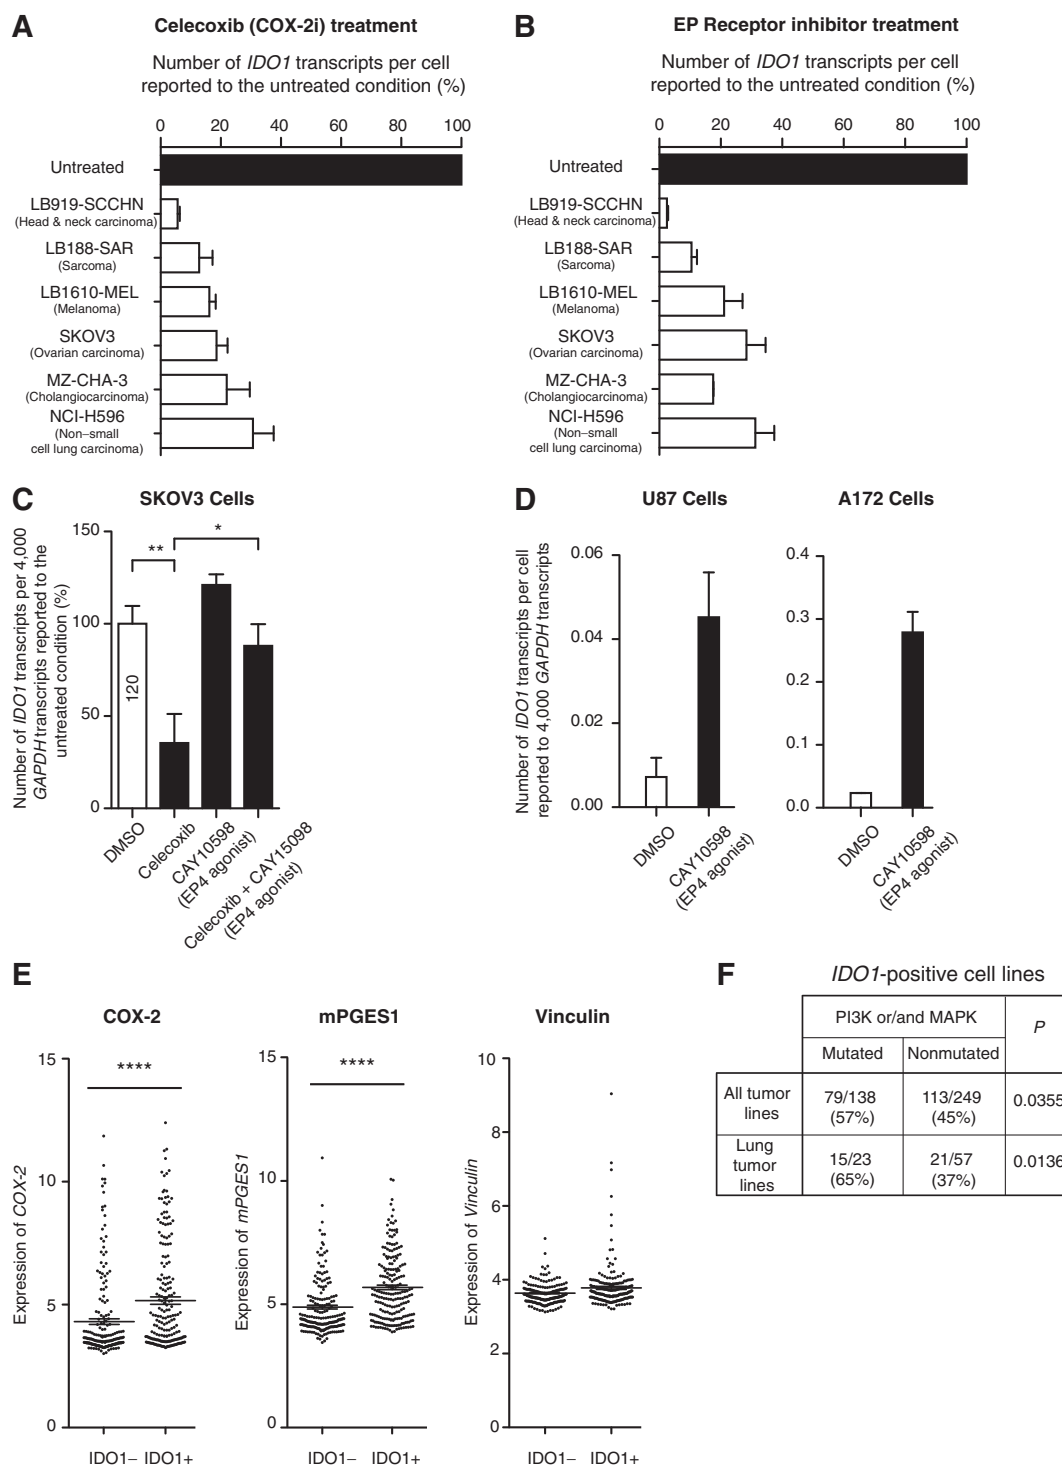 A
Celecoxib (COX-2i) treatment
Number of IDO1 transcripts per cell
reported to the untreated condition (%)
0 20 40 60 80 100
Untreated
LB919-SCCHN
(Head & neck carcinoma)
LB188-SAR
(Sarcoma)
LB1610-MEL
(Melanoma)
SKOV3
(Ovarian carcinoma)
MZ-CHA-3
(Cholangiocarcinoma)
NCI-H596
(Non–small
cell lung carcinoma)
B
EP Receptor inhibitor treatment
Number of IDO1 transcripts per cell
reported to the untreated condition (%)
0 20 40 60 80 100
Untreated
LB919-SCCHN
(Head & neck carcinoma)
LB188-SAR
(Sarcoma)
LB1610-MEL
(Melanoma)
SKOV3
(Ovarian carcinoma)
MZ-CHA-3
(Cholangiocarcinoma)
NCI-H596
(Non–small
cell lung carcinoma)
C
SKOV3 Cells
Number of IDO1 transcripts per 4,000
GAPDH transcripts reported to the
untreated condition (%)
150
100
50
0
**
*
120
DMSO
Celecoxib
CAY10598
(EP4 agonist)
Celecoxib + CAY15098
(EP4 agonist)
D
U87 Cells
Number of IDO1 transcripts per cell
reported to 4,000 GAPDH transcripts
0.06
0.04
0.02
0.00
DMSO
CAY10598
(EP4 agonist)
A172 Cells
0.4
0.3
0.2
0.1
0.0
DMSO
CAY10598
(EP4 agonist)
E
COX-2
Expression of COX-2
15
10
5
0
****
IDO1– IDO1+
mPGES1
Expression of mPGES1
15
10
5
0
****
IDO1– IDO1+
Vinculin
Expression of Vinculin
10
8
6
4
2
0
IDO1– IDO1+
F
IDO1-positive cell lines
PI3K or/and MAPK
P
Mutated Nonmutated
All tumor
lines
79/138
(57%)
113/249
(45%)
0.0355
Lung
tumor
lines
15/23
(65%)
21/57
(37%)
0.0136